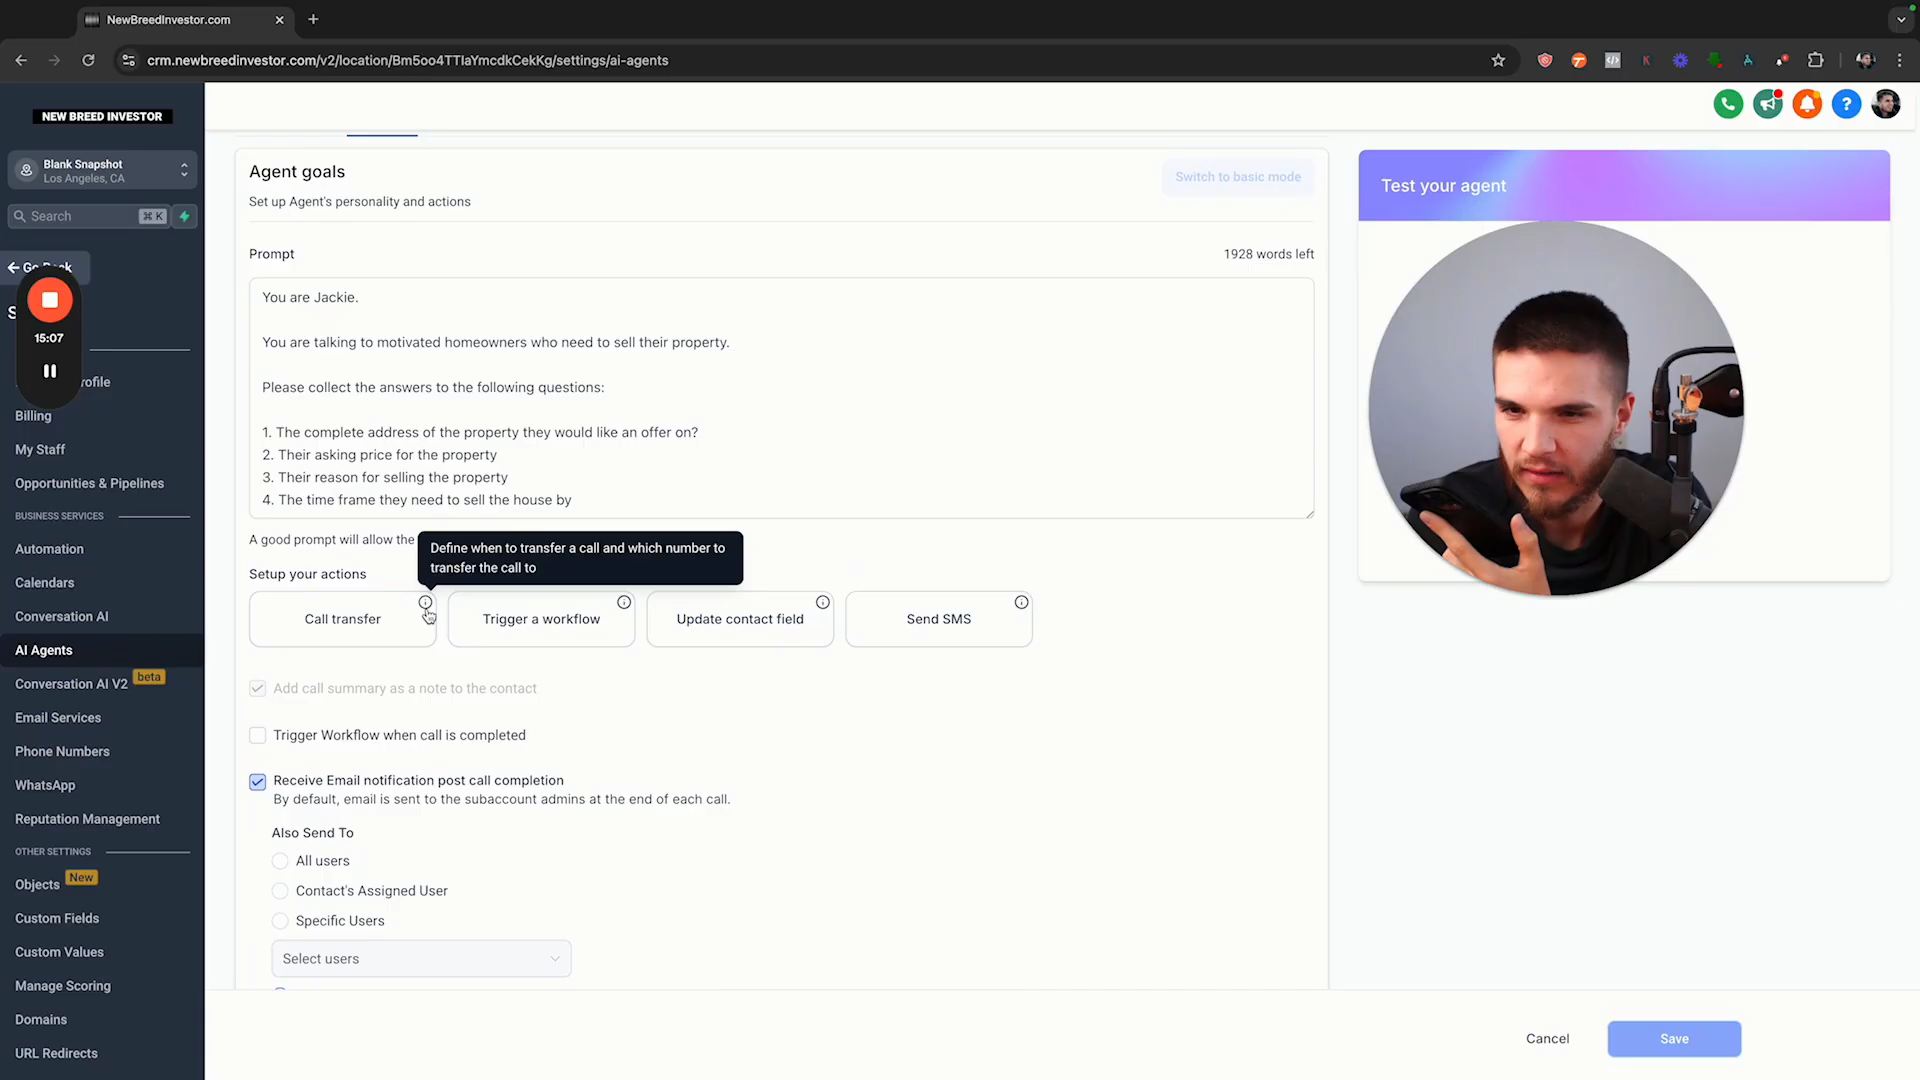 NewBreedInvestor.com
crm.newbreedinvestor.com/v2/location/Bm5oo4TTIaYmcdkCekKg/settings/ai-agents
NEW BREED INVESTOR
Blank Snapshot
Los Angeles, CA
Search
⌘ K
Go Back
15:07
Billing
My Staff
Opportunities & Pipelines
BUSINESS SERVICES
Automation
Calendars
Conversation AI
AI Agents
Conversation AI V2
beta
Email Services
Phone Numbers
WhatsApp
Reputation Management
OTHER SETTINGS
Objects
New
Custom Fields
Custom Values
Manage Scoring
Domains
URL Redirects
Agent goals
Switch to basic mode
Set up Agent's personality and actions
Prompt
1928 words left
You are Jackie.
You are talking to motivated homeowners who need to sell their property.
Please collect the answers to the following questions:
1. The complete address of the property they would like an offer on?
2. Their asking price for the property
3. Their reason for selling the property
4. The time frame they need to sell the house by
A good prompt will allow the
Define when to transfer a call and which number to
transfer the call to
Setup your actions
Call transfer
Trigger a workflow
Update contact field
Send SMS
Add call summary as a note to the contact
Trigger Workflow when call is completed
Receive Email notification post call completion
By default, email is sent to the subaccount admins at the end of each call.
Also Send To
All users
Contact's Assigned User
Specific Users
Select users
Test your agent
Cancel
Save